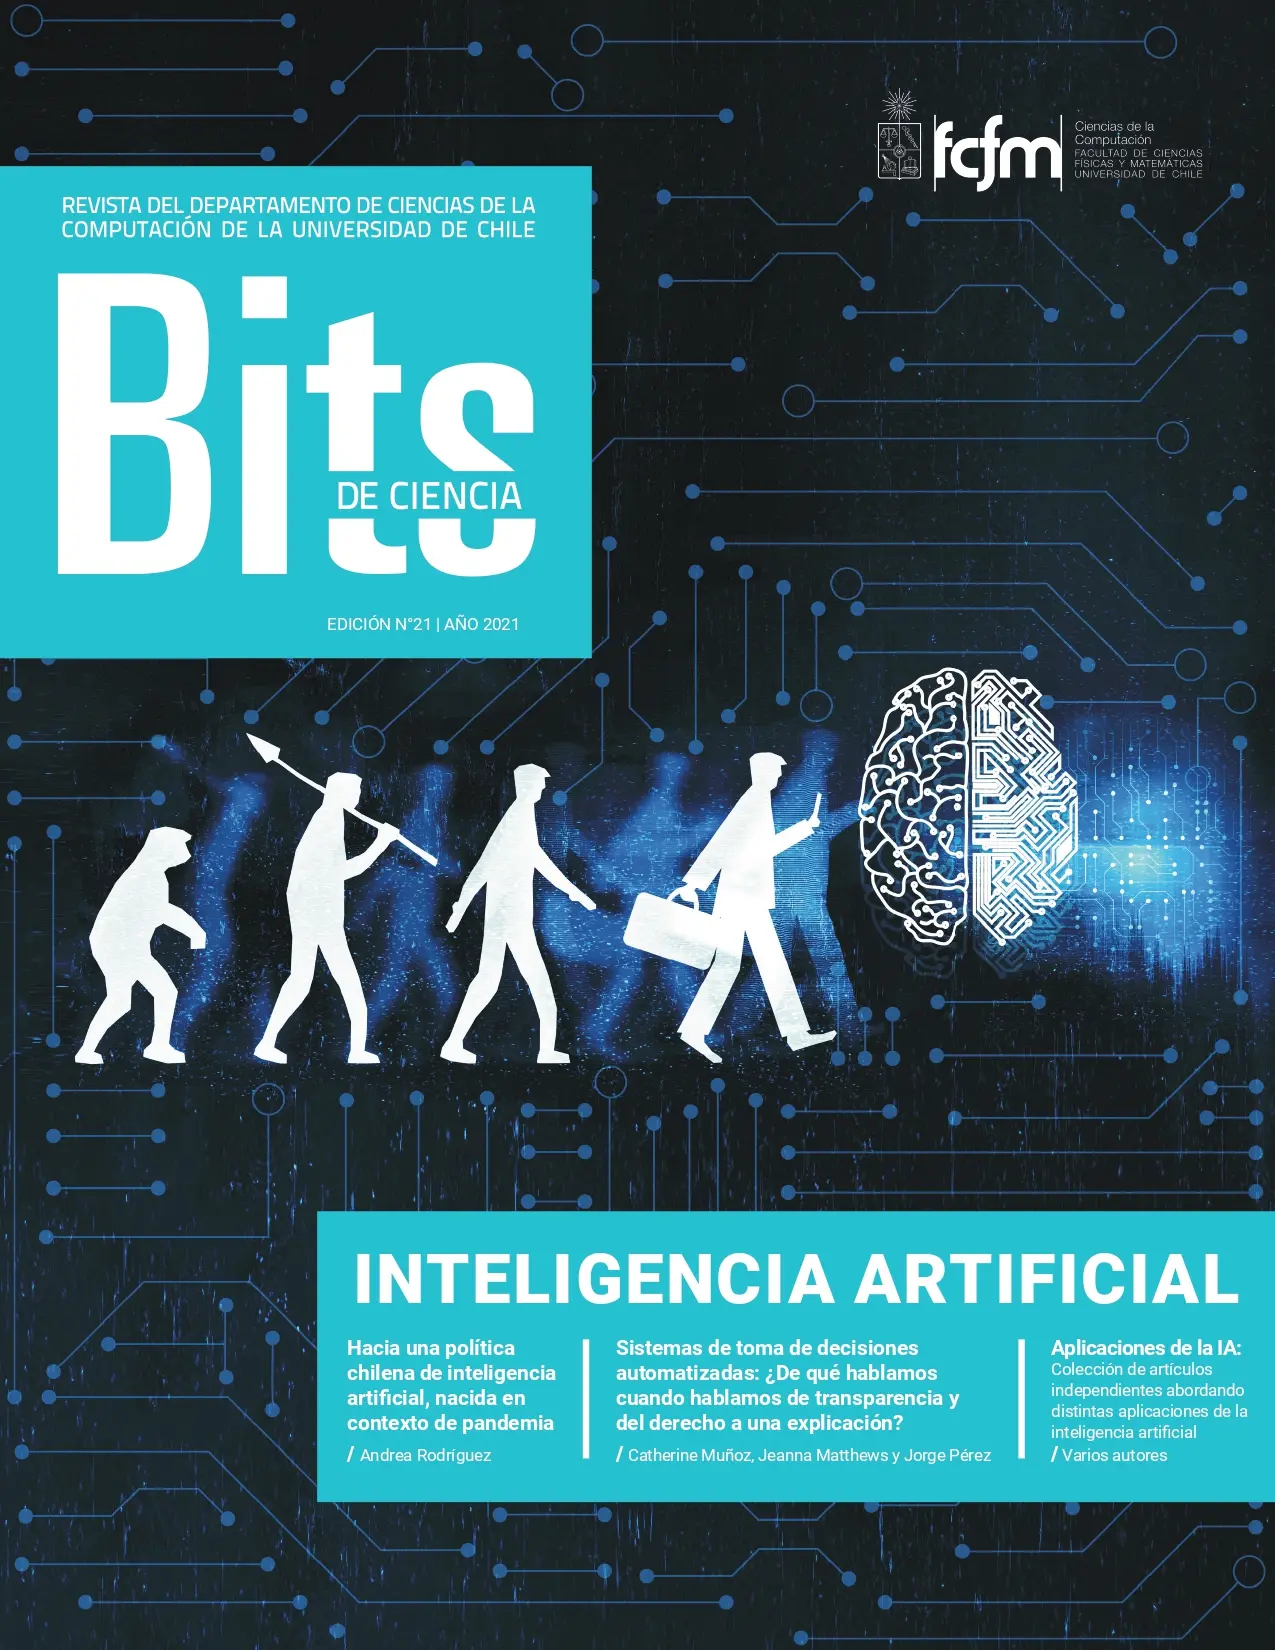 fcfm
Ciencias de la
Computación
FACULTAD DE CIENCIAS
FÍSICAS Y MATEMÁTICAS
UNIVERSIDAD DE CHILE
REVISTA DEL DEPARTAMENTO DE CIENCIAS DE LA
COMPUTACIÓN DE LA UNIVERSIDAD DE CHILE
Bits
DE CIENCIA
EDICIÓN N°21 | AÑO 2021
INTELIGENCIA ARTIFICIAL
Hacia una política
chilena de inteligencia
artificial, nacida en
contexto de pandemia
/ Andrea Rodríguez
Sistemas de toma de decisiones
automatizadas: ¿De qué hablamos
cuando hablamos de transparencia y
del derecho a una explicación?
/ Catherine Muñoz, Jeanna Matthews y Jorge Pérez
Aplicaciones de la IA:
Colección de artículos
independientes abordando
distintas aplicaciones de la
inteligencia artificial
/ Varios autores